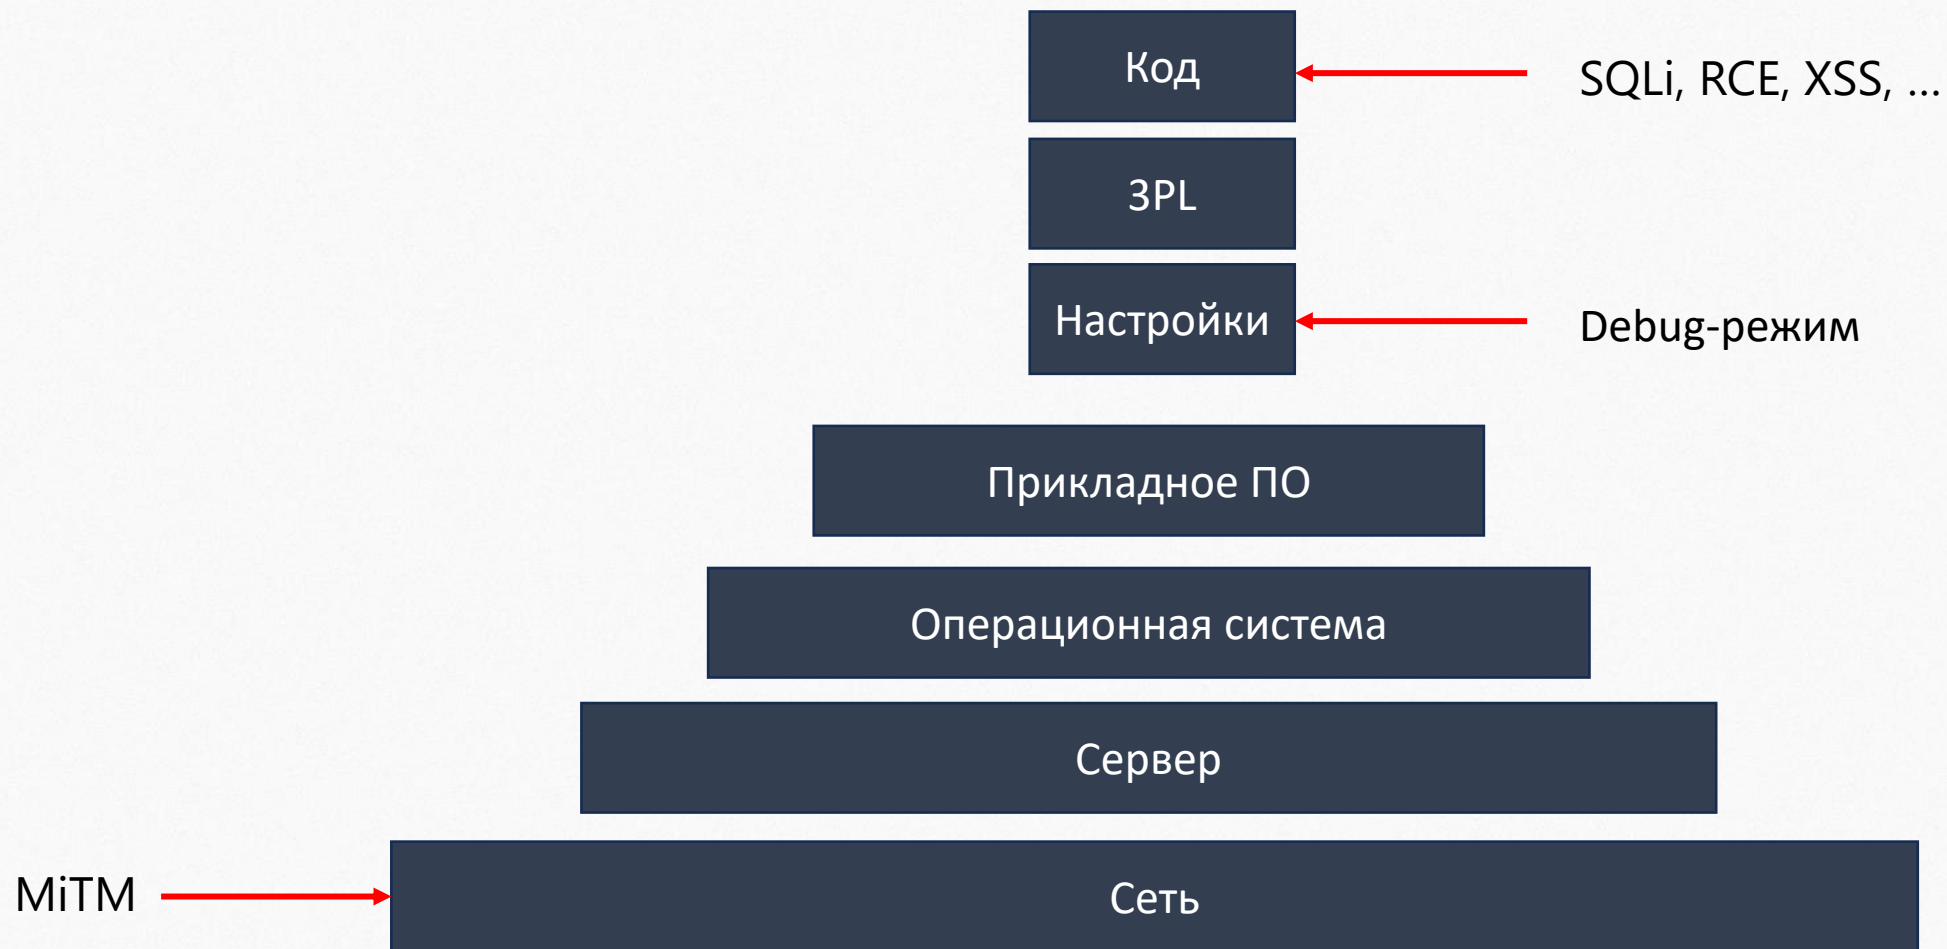 Код
SQLi, RCE, XSS, ...
3PL
Настройки
Debug-режим
Прикладное ПО
Операционная система
Сервер
MiTM
Сеть